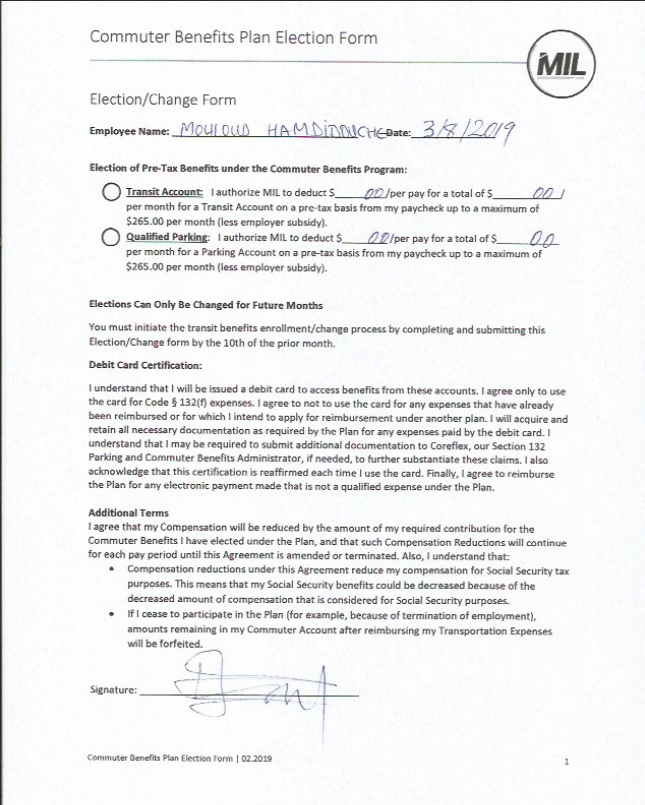 Commuter Benefits Plan Election Form
MIL
Election/Change Form
Employee Name: MOULOUD HAMDIDOUCHE Date: 3/8/2019
Election of Pre-Tax Benefits under the Commuter Benefits Program:
Transit Account: I authorize MIL to deduct $ 00 /per pay for a total of $ 00 /
per month for a Transit Account on a pre-tax basis from my paycheck up to a maximum of
$265.00 per month (less employer subsidy).
Qualified Parking: I authorize MIL to deduct $ 00 /per pay for a total of $ 00
per month for a Parking Account on a pre-tax basis from my paycheck up to a maximum of
$265.00 per month (less employer subsidy).
Elections Can Only Be Changed for Future Months
You must initiate the transit benefits enrollment/change process by completing and submitting this
Election/Change form by the 10th of the prior month.
Debit Card Certification:
I understand that I will be issued a debit card to access benefits from these accounts. I agree only to use
the card for Code § 132(f) expenses. I agree to not to use the card for any expenses that have already
been reimbursed or for which I intend to apply for reimbursement under another plan. I will acquire and
retain all necessary documentation as required by the Plan for any expenses paid by the debit card. I
understand that I may be required to submit additional documentation to Coreflex, our Section 132
Parking and Commuter Benefits Administrator, if needed, to further substantiate these claims. I also
acknowledge that this certification is reaffirmed each time I use the card. Finally, I agree to reimburse
the Plan for any electronic payment made that is not a qualified expense under the Plan.
Additional Terms
I agree that my Compensation will be reduced by the amount of my required contribution for the
Commuter Benefits I have elected under the Plan, and that such Compensation Reductions will continue
for each pay period until this Agreement is amended or terminated. Also, I understand that:
• Compensation reductions under this Agreement reduce my compensation for Social Security tax
purposes. This means that my Social Security benefits could be decreased because of the
decreased amount of compensation that is considered for Social Security purposes.
• If I cease to participate in the Plan (for example, because of termination of employment),
amounts remaining in my Commuter Account after reimbursing my Transportation Expenses
will be forfeited.
Signature:
Commuter Benefits Plan Election Form | 02.2019 1